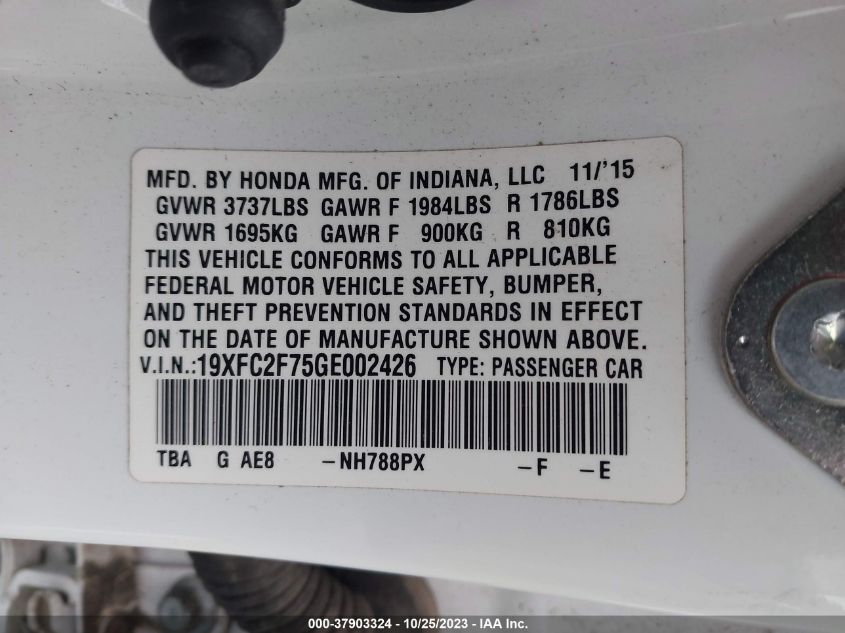 MFD. BY HONDA MFG. OF INDIANA, LLC 11/'15
GVWR 3737LBS GAWR F 1984LBS R 1786LBS
GVWR 1695KG GAWR F 900KG R 810KG
THIS VEHICLE CONFORMS TO ALL APPLICABLE
FEDERAL MOTOR VEHICLE SAFETY, BUMPER,
AND THEFT PREVENTION STANDARDS IN EFFECT
ON THE DATE OF MANUFACTURE SHOWN ABOVE.
V.I.N.:19XFC2F75GE002426 TYPE: PASSENGER CAR
TBA G AE8 -NH788PX -F -E
000-37903324 - 10/25/2023 - IAA Inc.